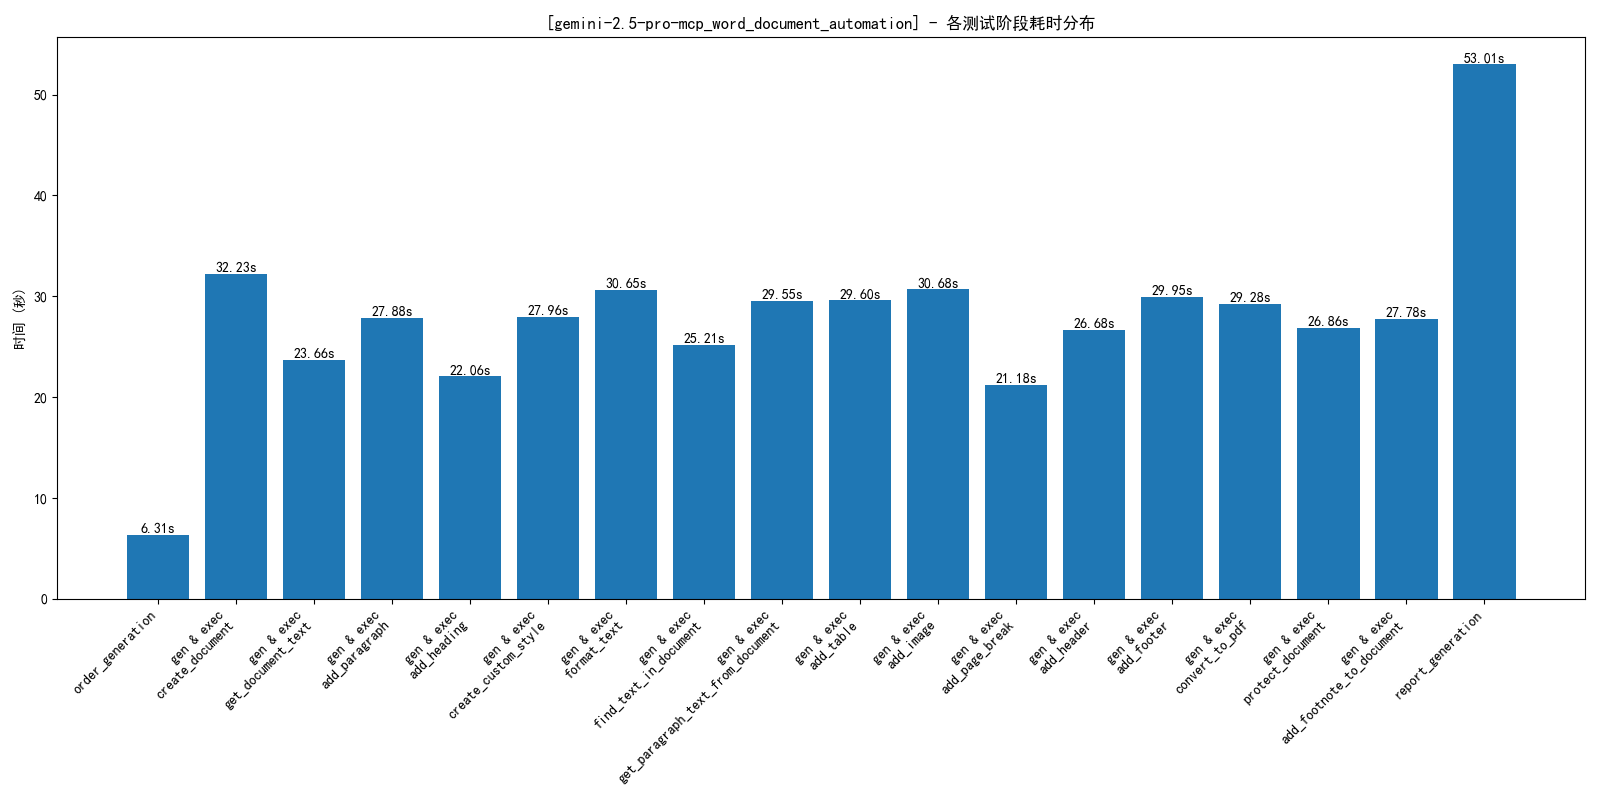 [gemini-2.5-pro-mcp_word_document_automation] - 各测试阶段耗时分布
时间 (秒)
50
40
30
20
10
0
6.31s
32.23s
23.66s
27.88s
22.06s
27.96s
30.65s
25.21s
29.55s
29.60s
30.68s
21.18s
26.68s
29.95s
29.28s
26.86s
27.78s
53.01s
order_generation
gen & exec
create_document
gen & exec
get_document_text
gen & exec
add_paragraph
gen & exec
add_heading
gen & exec
create_custom_style
gen & exec
format_text
gen & exec
find_text_in_document
gen & exec
get_paragraph_text_from_document
gen & exec
add_table
gen & exec
add_image
gen & exec
add_page_break
gen & exec
add_header
gen & exec
add_footer
gen & exec
convert_to_pdf
gen & exec
protect_document
gen & exec
add_footnote_to_document
report_generation